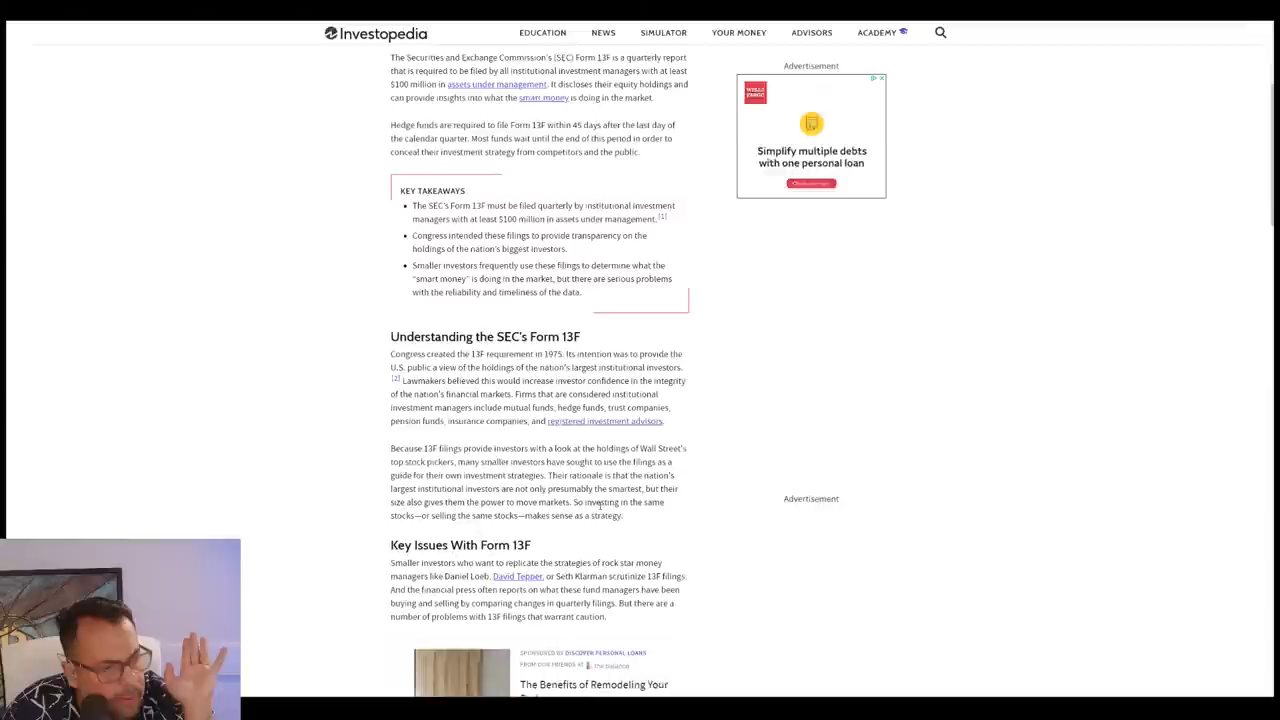 Investopedia
EDUCATION NEWS SIMULATOR YOUR MONEY ADVISORS ACADEMY
The Securities and Exchange Commission's (SEC) Form 13F is a quarterly report
that is required to be filed by all institutional investment managers with at least
$100 million in assets under management. It discloses their equity holdings and
can provide insights into what the smart money is doing in the market.
Hedge funds are required to file Form 13F within 45 days after the last day of
the calendar quarter. Most funds wait until the end of this period in order to
conceal their investment strategy from competitors and the public.
KEY TAKEAWAYS
• The SEC's Form 13F must be filed quarterly by institutional investment
managers with at least $100 million in assets under management. [1]
• Congress intended these filings to provide transparency on the
holdings of the nation's biggest investors.
• Smaller investors frequently use these filings to determine what the
“smart money” is doing in the market, but there are serious problems
with the reliability and timeliness of the data.
Understanding the SEC's Form 13F
Congress created the 13F requirement in 1975. Its intention was to provide the
U.S. public a view of the holdings of the nation's largest institutional investors.
[2] Lawmakers believed this would increase investor confidence in the integrity
of the nation's financial markets. Firms that are considered institutional
investment managers include mutual funds, hedge funds, trust companies,
pension funds, insurance companies, and registered investment advisors.
Because 13F filings provide investors with a look at the holdings of Wall Street's
top stock pickers, many smaller investors have sought to use the filings as a
guide for their own investment strategies. Their rationale is that the nation's
largest institutional investors are not only presumably the smartest, but their
size also gives them the power to move markets. So investing in the same
stocks—or selling the same stocks—makes sense as a strategy.
Key Issues With Form 13F
Smaller investors who want to replicate the strategies of rock star money
managers like Daniel Loeb, David Tepper, or Seth Klarman scrutinize 13F filings.
And the financial press often reports on what these fund managers have been
buying and selling by comparing changes in quarterly filings. But there are a
number of problems with 13F filings that warrant caution.
SPONSORED BY DISCOVER PERSONAL LOANS
FROM OUR FRIENDS AT the balance
The Benefits of Remodeling Your
Advertisement
WELLS FARGO
Simplify multiple debts
with one personal loan
Advertisement